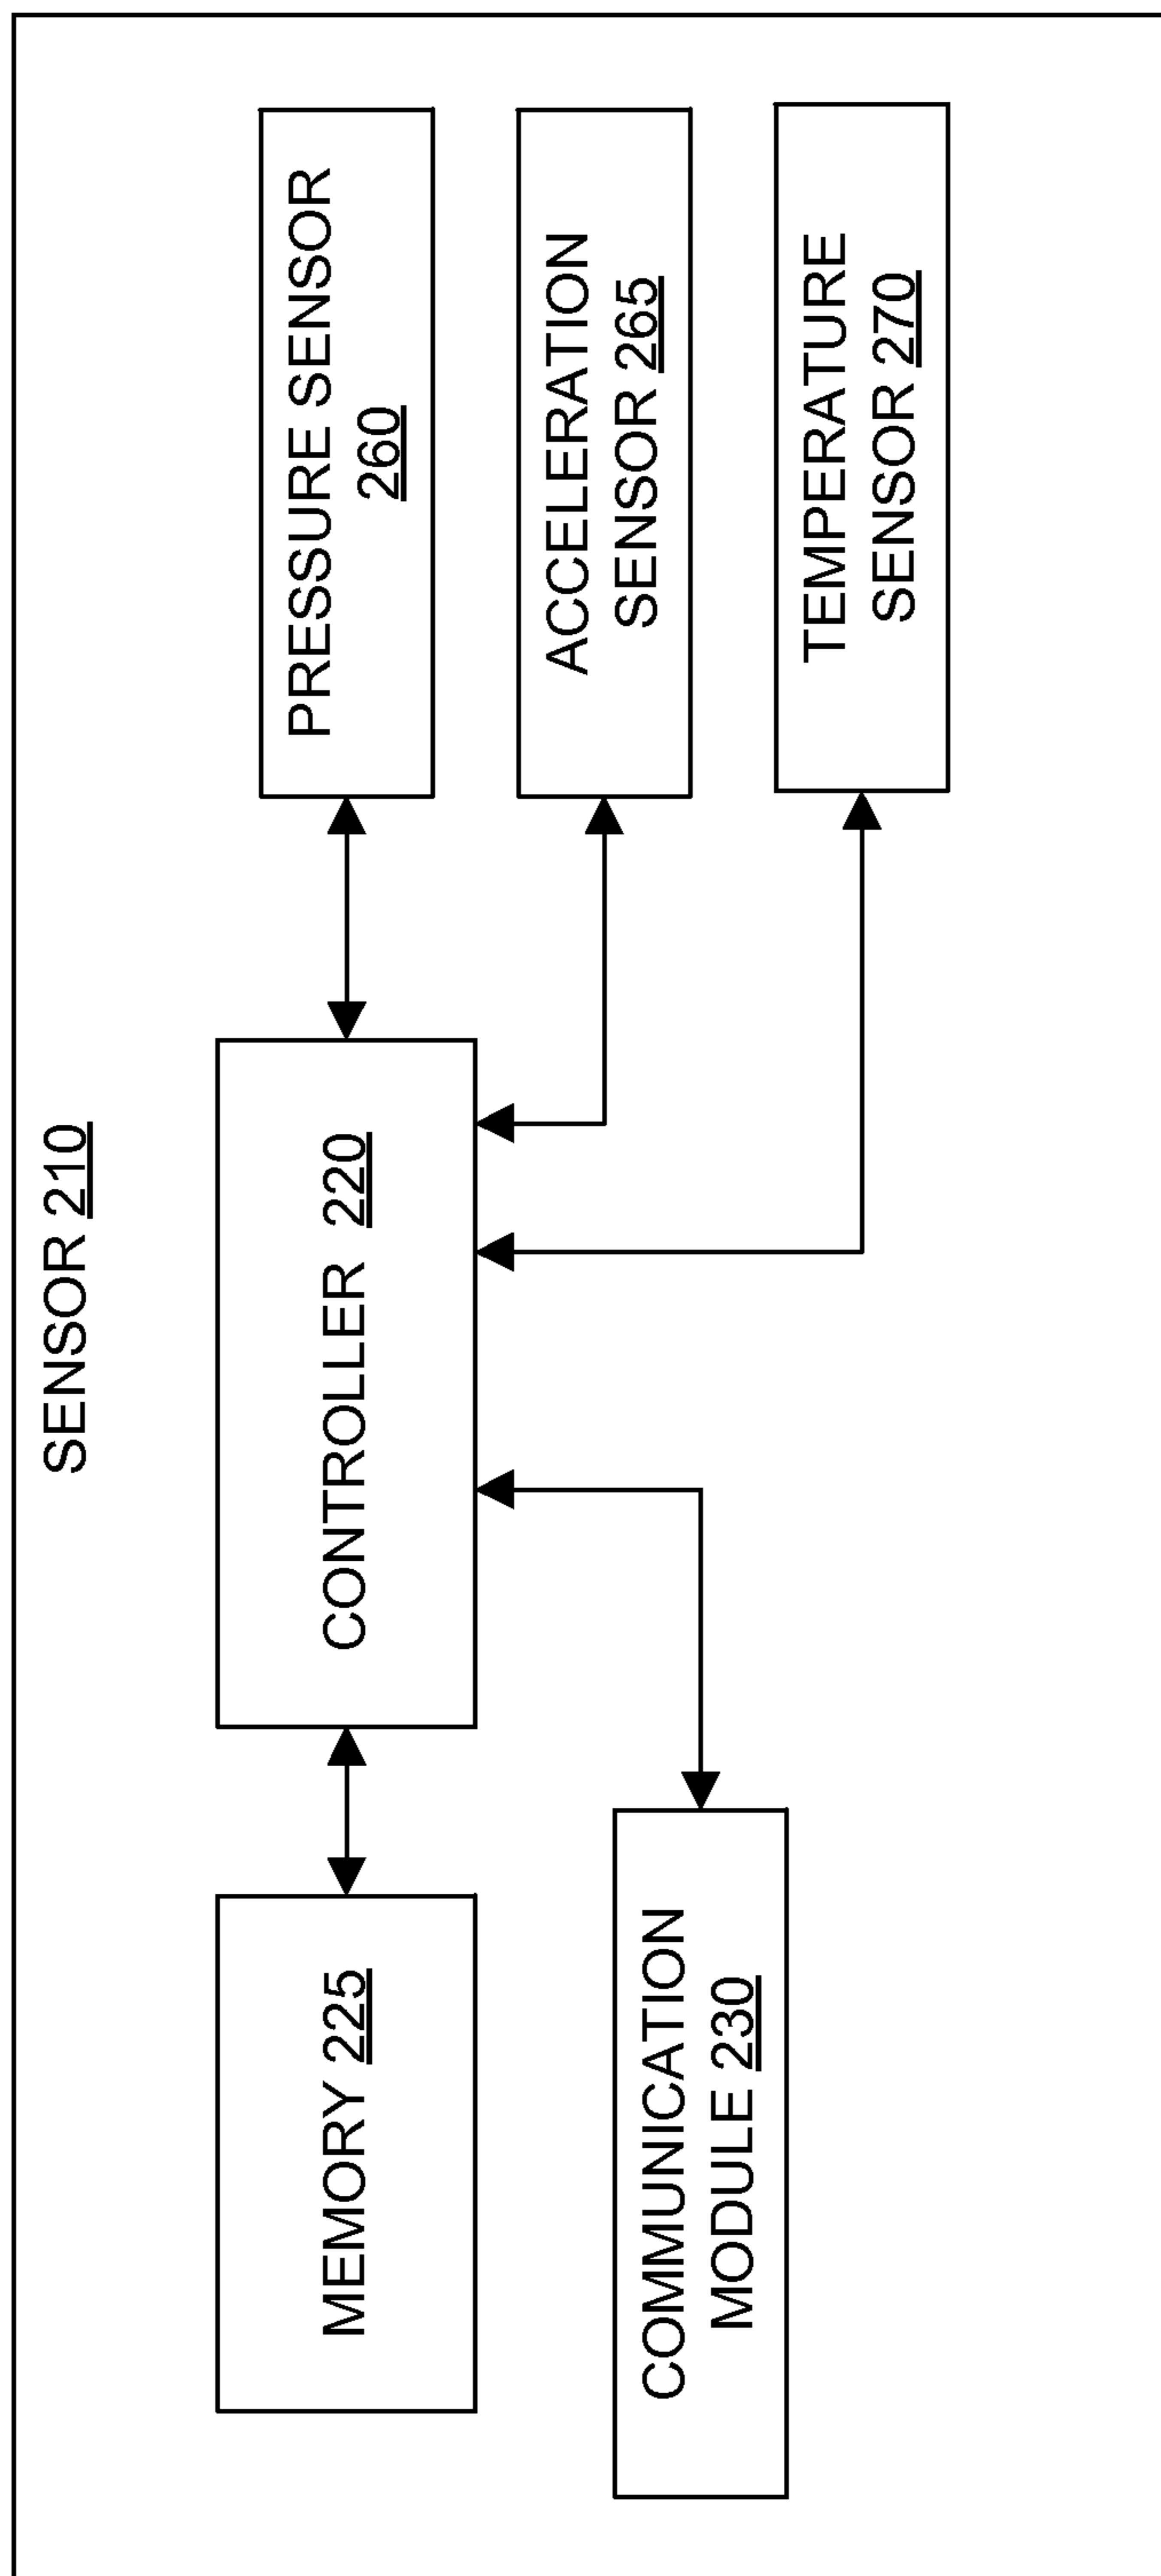 SENSOR 210
MEMORY 225
CONTROLLER 220
PRESSURE SENSOR
260
COMMUNICATION
MODULE 230
ACCELERATION
SENSOR 265
TEMPERATURE
SENSOR 270